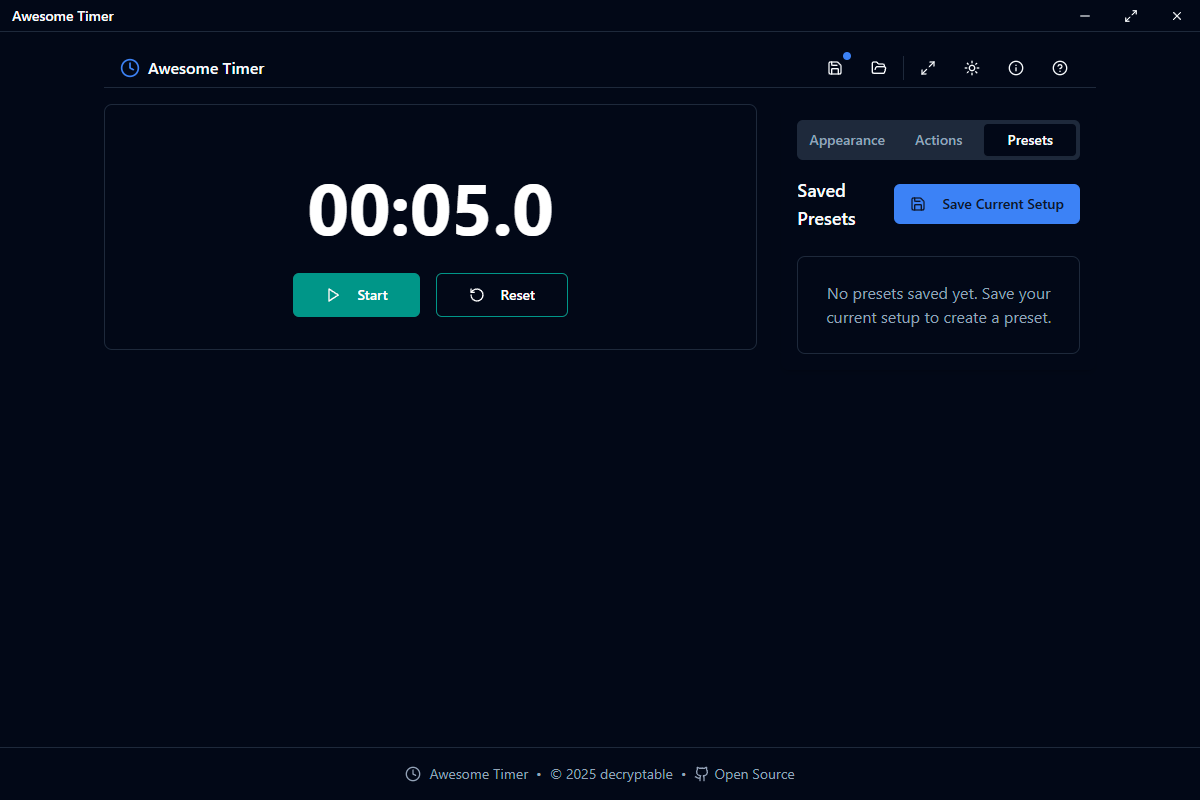 Awesome Timer
Awesome Timer
00:05.0
Start
Reset
Appearance
Actions
Presets
Saved
Presets
Save Current Setup
No presets saved yet. Save your
current setup to create a preset.
Awesome Timer • © 2025 decryptable • Open Source